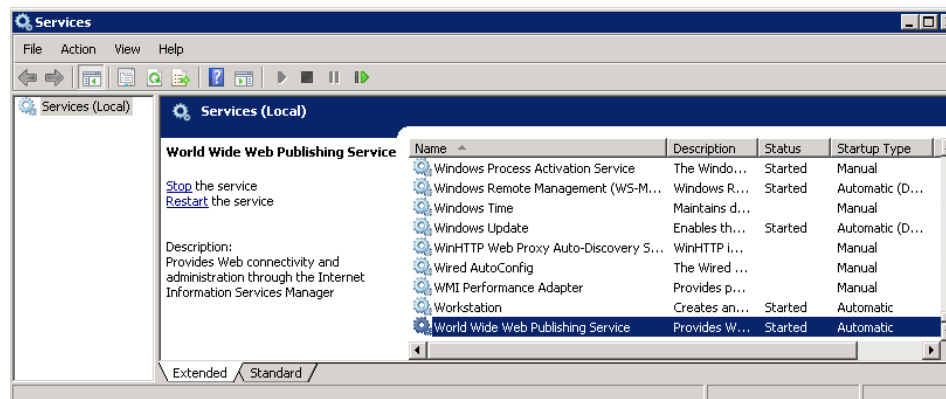 Services
File Action View Help
Services (Local)
Services (Local)
World Wide Web Publishing Service
Stop the service
Restart the service
Description:
Provides Web connectivity and
administration through the Internet
Information Services Manager
Name Description Status Startup Type
Windows Process Activation Service The Windo... Started Manual
Windows Remote Management (WS-M... Windows R... Started Automatic (D...
Windows Time Maintains d... Manual
Windows Update Enables th... Started Automatic (D...
WinHTTP Web Proxy Auto-Discovery S... WinHTTP i... Manual
Wired AutoConfig The Wired ... Manual
WMI Performance Adapter Provides p... Manual
Workstation Creates an... Started Automatic
World Wide Web Publishing Service Provides W... Started Automatic
Extended Standard